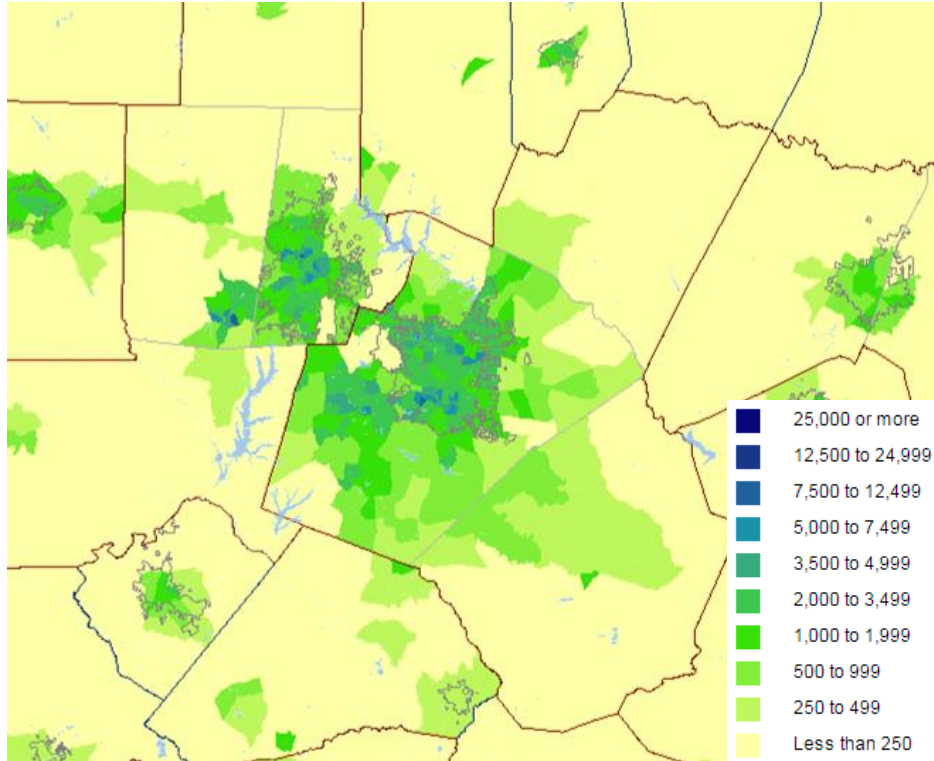 25,000 or more
12,500 to 24,999
7,500 to 12,499
5,000 to 7,499
3,500 to 4,999
2,000 to 3,499
1,000 to 1,999
500 to 999
250 to 499
Less than 250